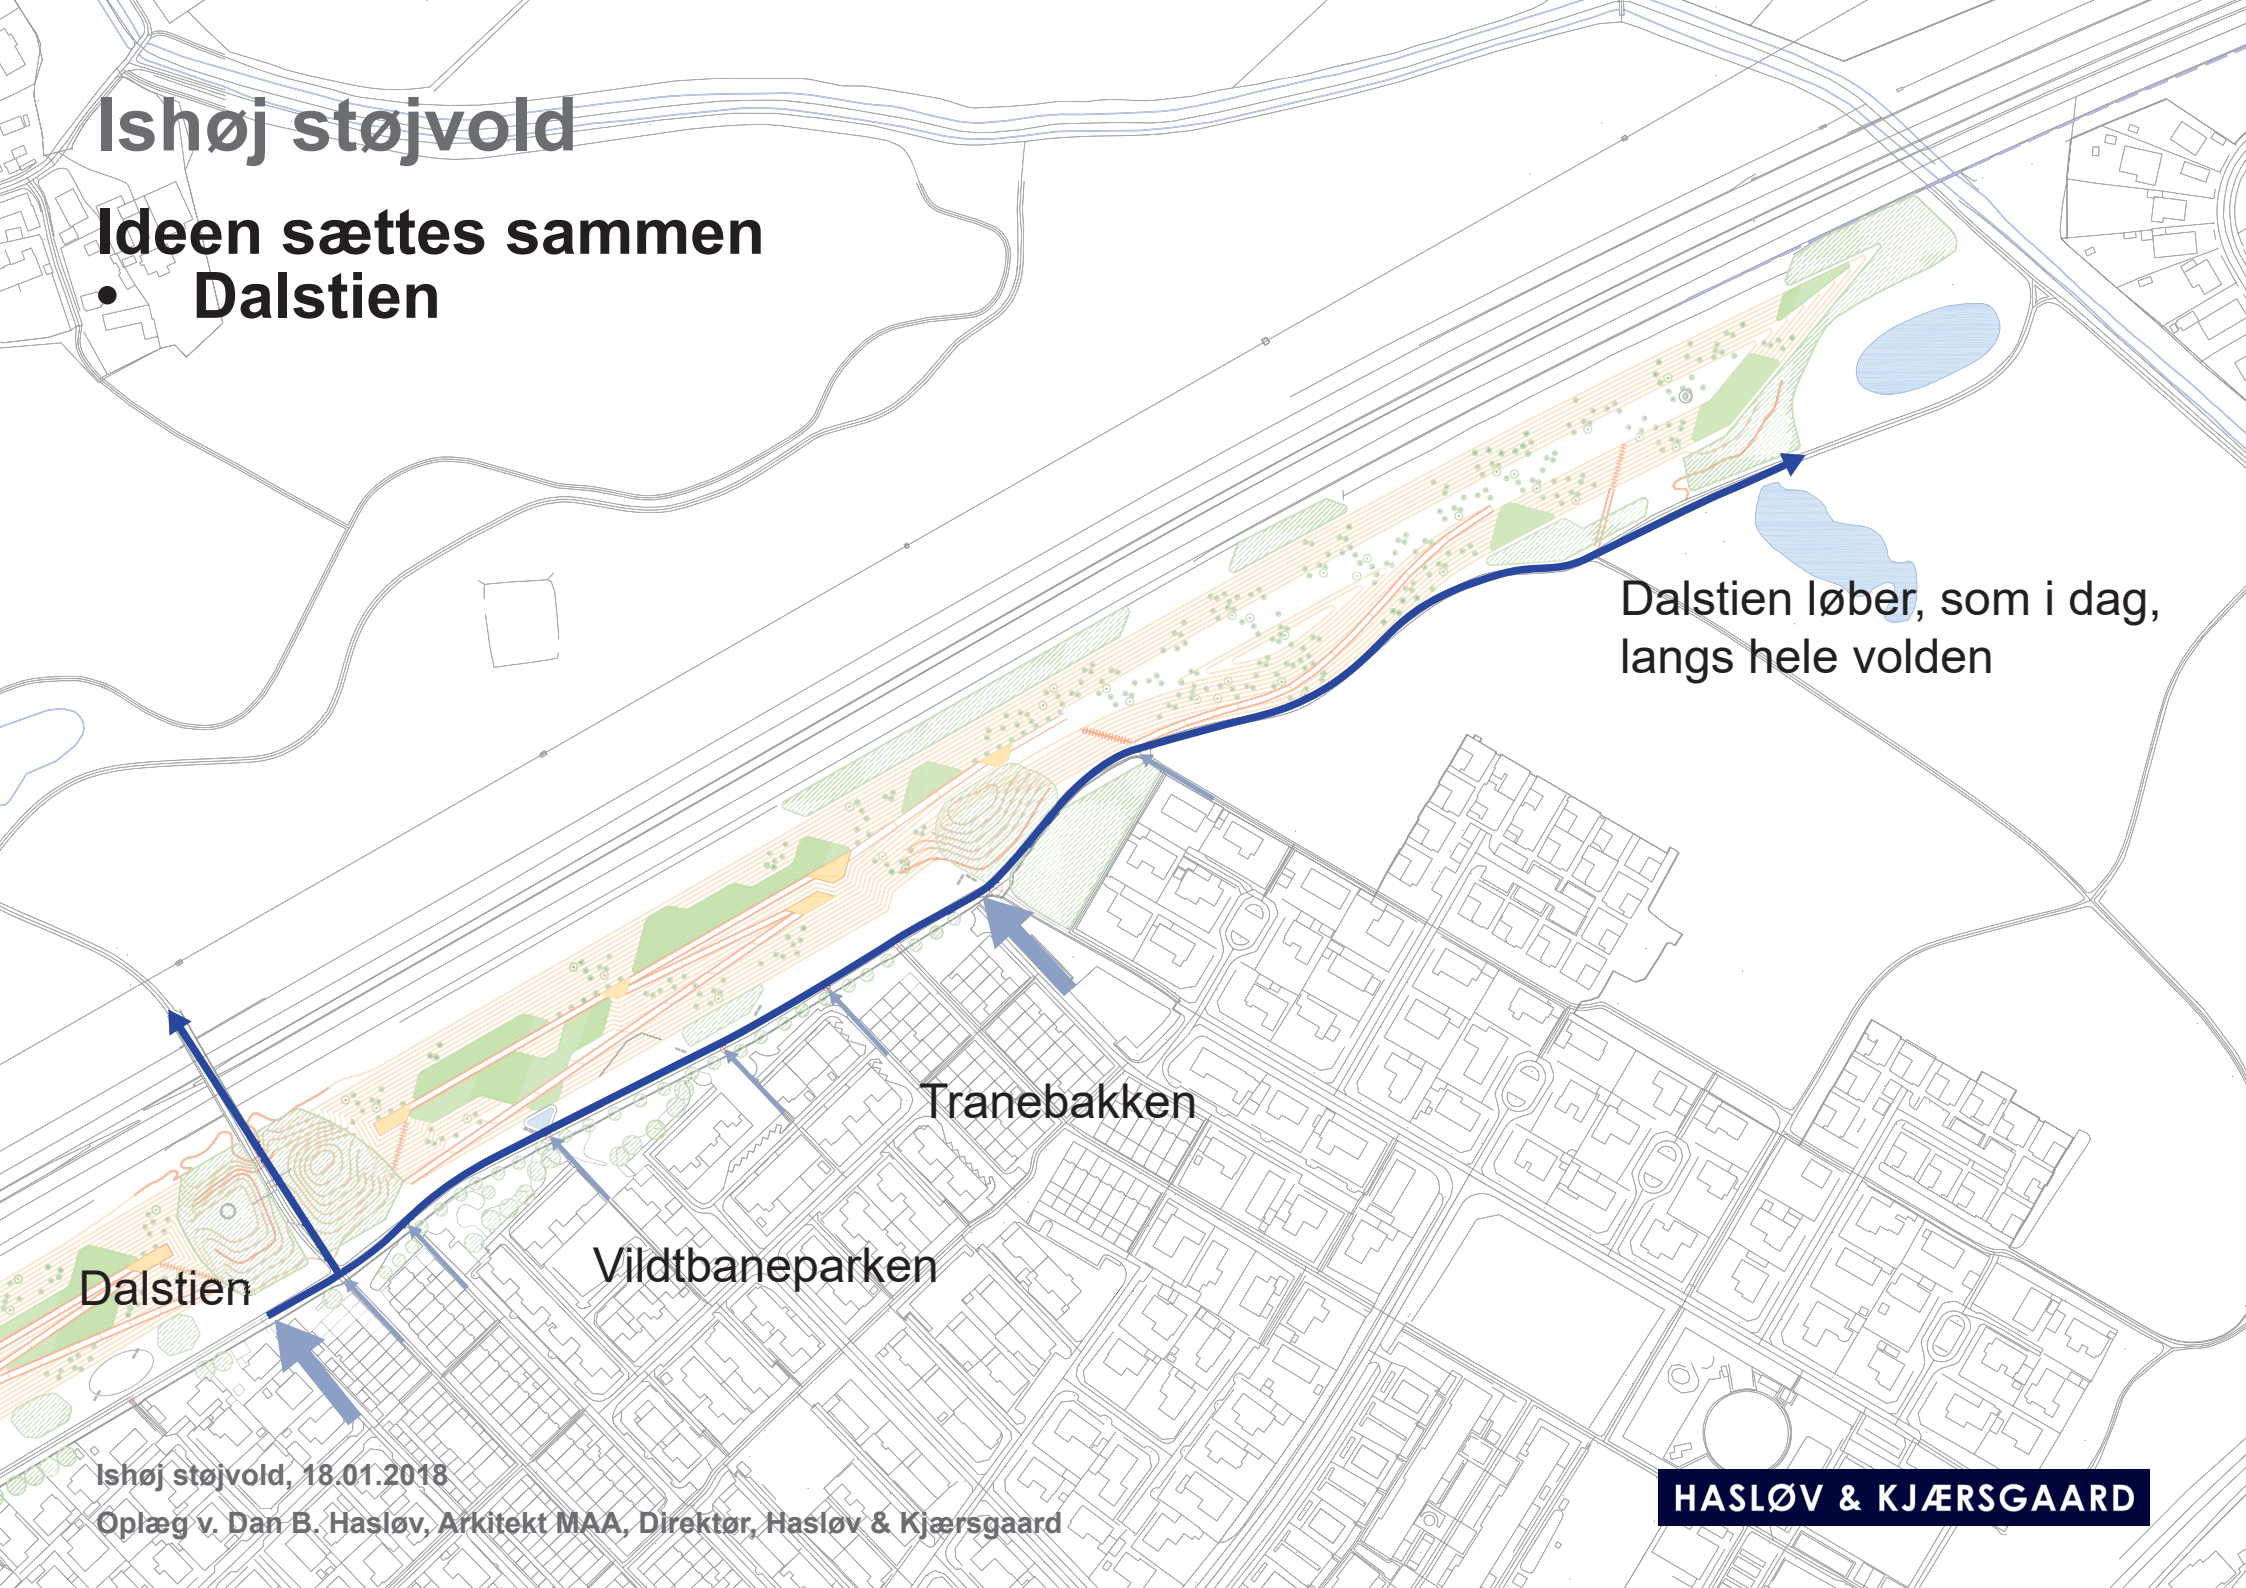 Ishøj støjvold
Ideen sættes sammen
• Dalstien
Dalstien løber, som i dag,
langs hele volden
Tranebakken
Vildtbaneparken
Dalstien
Ishøj støjvold, 18.01.2018
Oplæg v. Dan B. Hasløv, Arkitekt MAA, Direktør, Hasløv & Kjærsgaard
HASLØV & KJÆRSGAARD